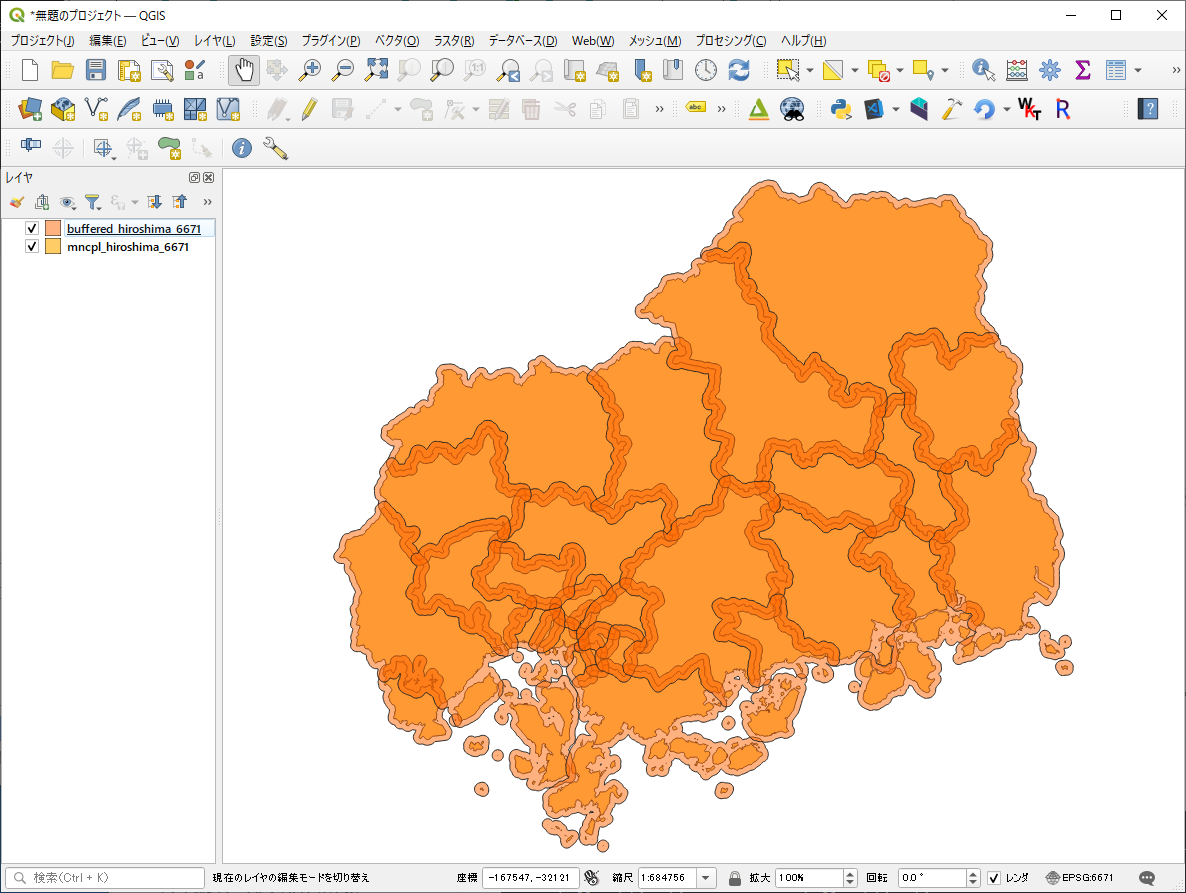 *無題のプロジェクト — QGIS
プロジェクト(J) 編集(E) ビュー(V) レイヤ(L) 設定(S) プラグイン(P) ベクタ(O) ラスタ(R) データベース(D) Web(W) メッシュ(M) プロセシング(C) ヘルプ(H)
a
1:1
Σ
»
» abc » WKT R ?
i
レイヤ
ε
»
buffered_hiroshima_6671
mncpl_hiroshima_6671
検索(Ctrl + K) 現在のレイヤの編集モードを切り替え 座標 -167547,-32121 縮尺 1:684756 拡大 100% 回転 0.0 ° レンダ EPSG:6671